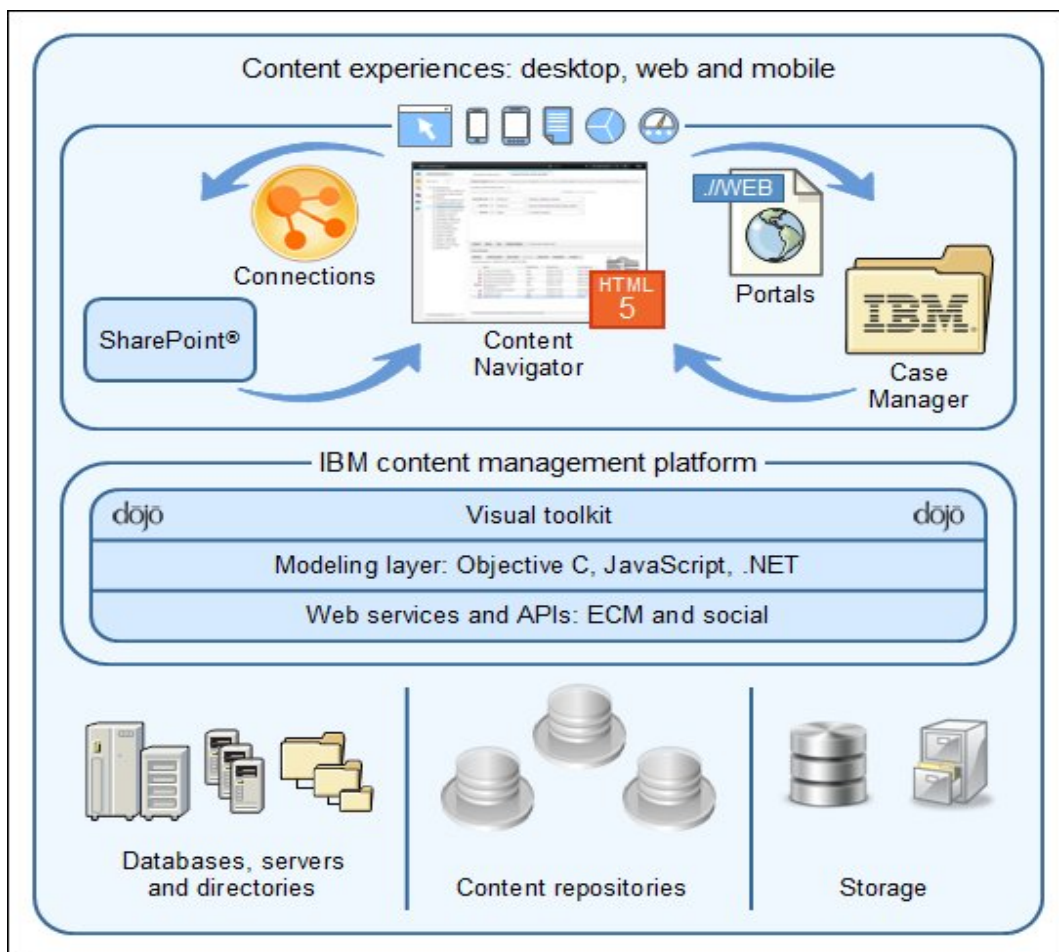 Content experiences: desktop, web and mobile
.//WEB
Connections
HTML
5
Portals
IBM
SharePoint®
Content
Navigator
Case
Manager
IBM content management platform
dōjō Visual toolkit dōjō
Modeling layer: Objective C, JavaScript, .NET
Web services and APIs: ECM and social
Databases, servers
and directories
Content repositories
Storage